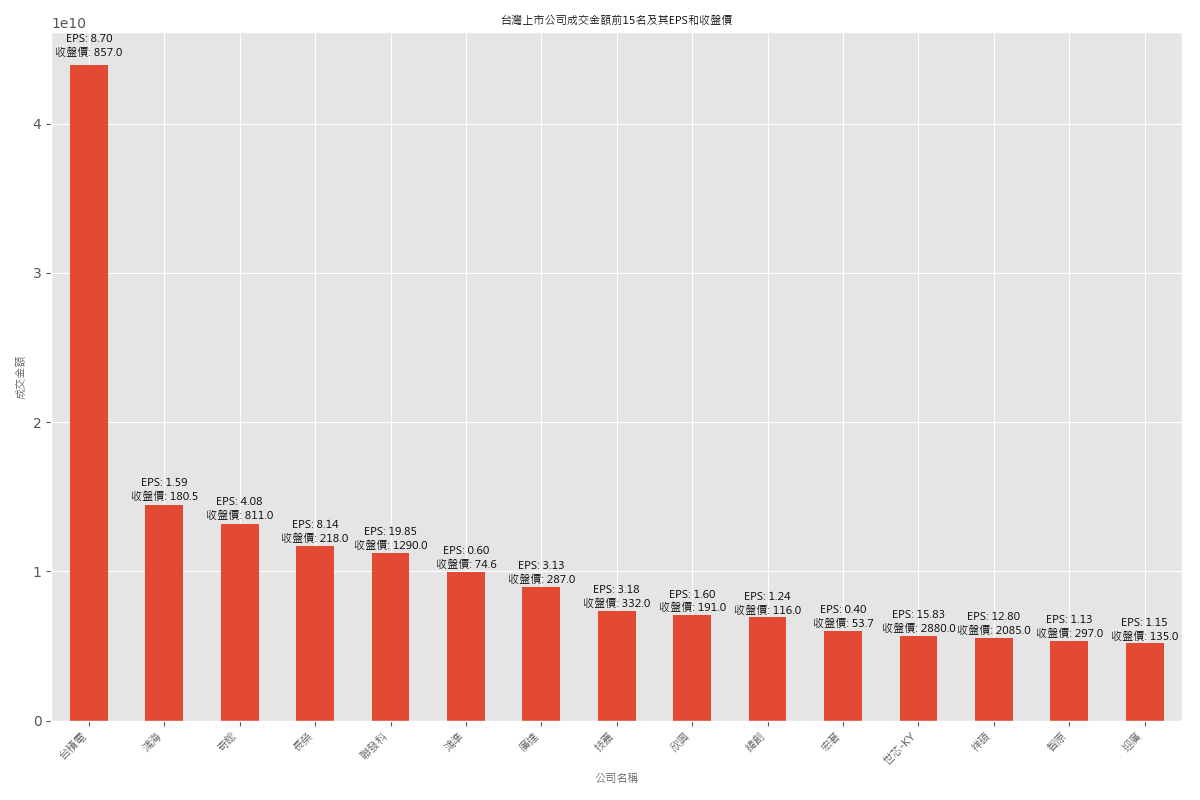 台灣上市公司成交金額前15名及其EPS和收盤價
1e10
EPS: 8.70
收盤價: 857.0
4
3
成交金額
2
EPS: 1.59
收盤價: 180.5
EPS: 4.08
收盤價: 811.0
EPS: 8.14
收盤價: 218.0
EPS: 19.85
收盤價: 1290.0
EPS: 0.60
收盤價: 74.6
EPS: 3.13
收盤價: 287.0
EPS: 3.18
收盤價: 332.0
EPS: 1.60
收盤價: 191.0
EPS: 1.24
收盤價: 116.0
EPS: 0.40
收盤價: 53.7
EPS: 15.83
收盤價: 2880.0
EPS: 12.80
收盤價: 2085.0
EPS: 1.13
收盤價: 297.0
EPS: 1.15
收盤價: 135.0
1
0
台積電
鴻海
奇鋐
長榮
聯發科
鴻準
廣達
技嘉
欣興
緯創
宏碁
世芯-KY
祥碩
智原
迎廣
公司名稱